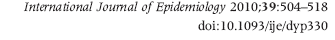 International Journal of Epidemiology 2010;39:504–518
doi:10.1093/ije/dyp330